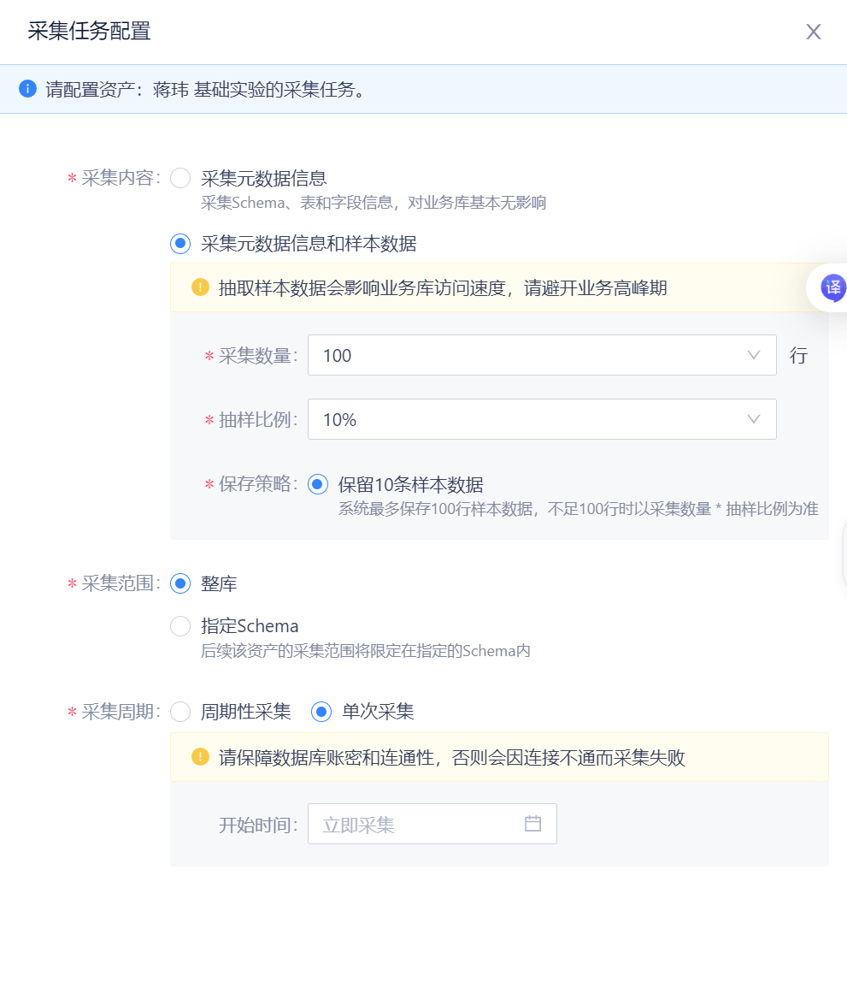 采集任务配置
请配置资产：蒋玮 基础实验的采集任务。
* 采集内容：采集元数据信息
采集Schema、表和字段信息，对业务库基本无影响
采集元数据信息和样本数据
抽取样本数据会影响业务库访问速度，请避开业务高峰期
译
* 采集数量：100 行
* 抽样比例：10%
* 保存策略：保留10条样本数据
系统最多保存100行样本数据，不足100行时以采集数量 * 抽样比例为准
* 采集范围：整库
指定Schema
后续该资产的采集范围将限定在指定的Schema内
* 采集周期：周期性采集 单次采集
请保障数据库账密和连通性，否则会因连接不通而采集失败
开始时间：立即采集